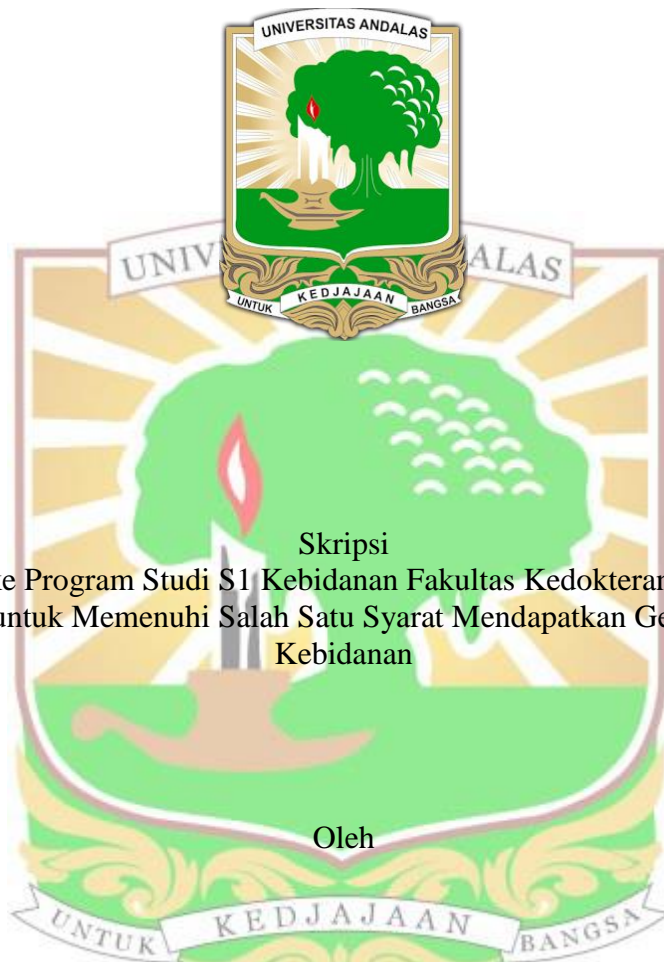 UNIVERSITAS ANDALAS
UNTUK KEDJAJAAN BANGSA
UNIV ALAS
Skripsi
ke Program Studi S1 Kebidanan Fakultas Kedokteran
untuk Memenuhi Salah Satu Syarat Mendapatkan Ge
Kebidanan
Oleh
UNTUK KEDJAJAAN BANGSA